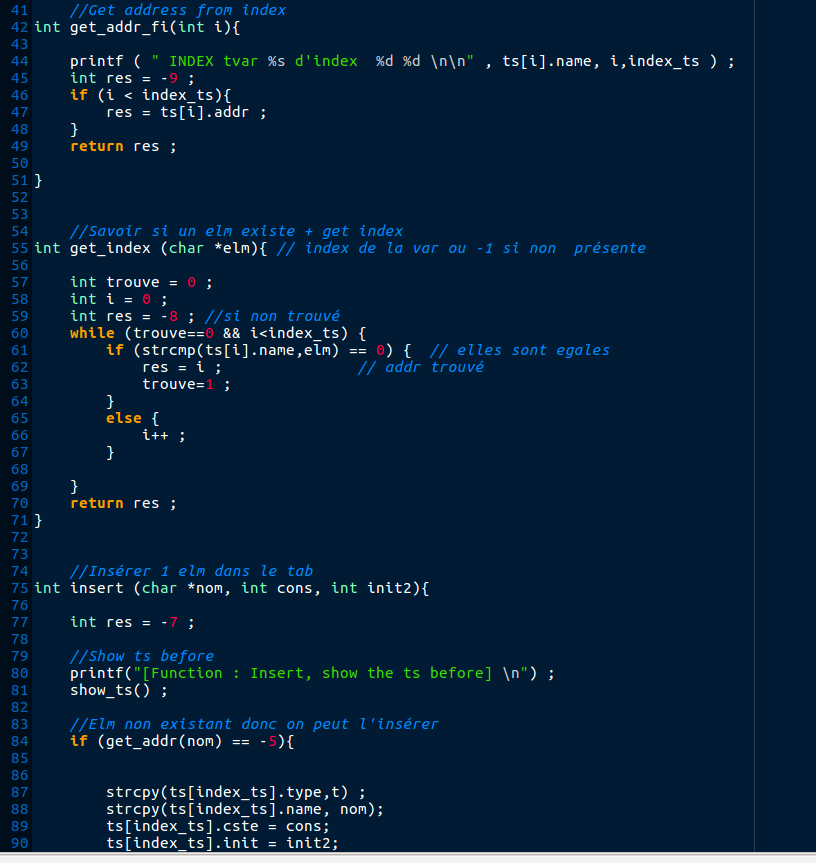 41     //Get address from index
42 int get_addr_fi(int i){
43
44     printf ( " INDEX tvar %s d'index  %d %d \n\n" , ts[i].name, i,index_ts ) ;
45     int res = -9 ;
46     if (i < index_ts){
47         res = ts[i].addr ;
48     }
49     return res ;
50
51 }
52
53
54     //Savoir si un elm existe + get index
55 int get_index (char *elm){ // index de la var ou -1 si non  présente
56
57     int trouve = 0 ;
58     int i = 0 ;
59     int res = -8 ; //si non trouvé
60     while (trouve==0 && i<index_ts) {
61         if (strcmp(ts[i].name,elm) == 0) {  // elles sont egales
62             res = i ;               // addr trouvé
63             trouve=1 ;
64         }
65         else {
66             i++ ;
67         }
68
69     }
70     return res ;
71 }
72
73
74     //Insérer 1 elm dans le tab
75 int insert (char *nom, int cons, int init2){
76
77     int res = -7 ;
78
79     //Show ts before
80     printf("[Function : Insert, show the ts before] \n") ;
81     show_ts() ;
82
83     //Elm non existant donc on peut l'insérer
84     if (get_addr(nom) == -5){
85
86
87         strcpy(ts[index_ts].type,t) ;
88         strcpy(ts[index_ts].name, nom);
89         ts[index_ts].cste = cons;
90         ts[index_ts].init = init2;